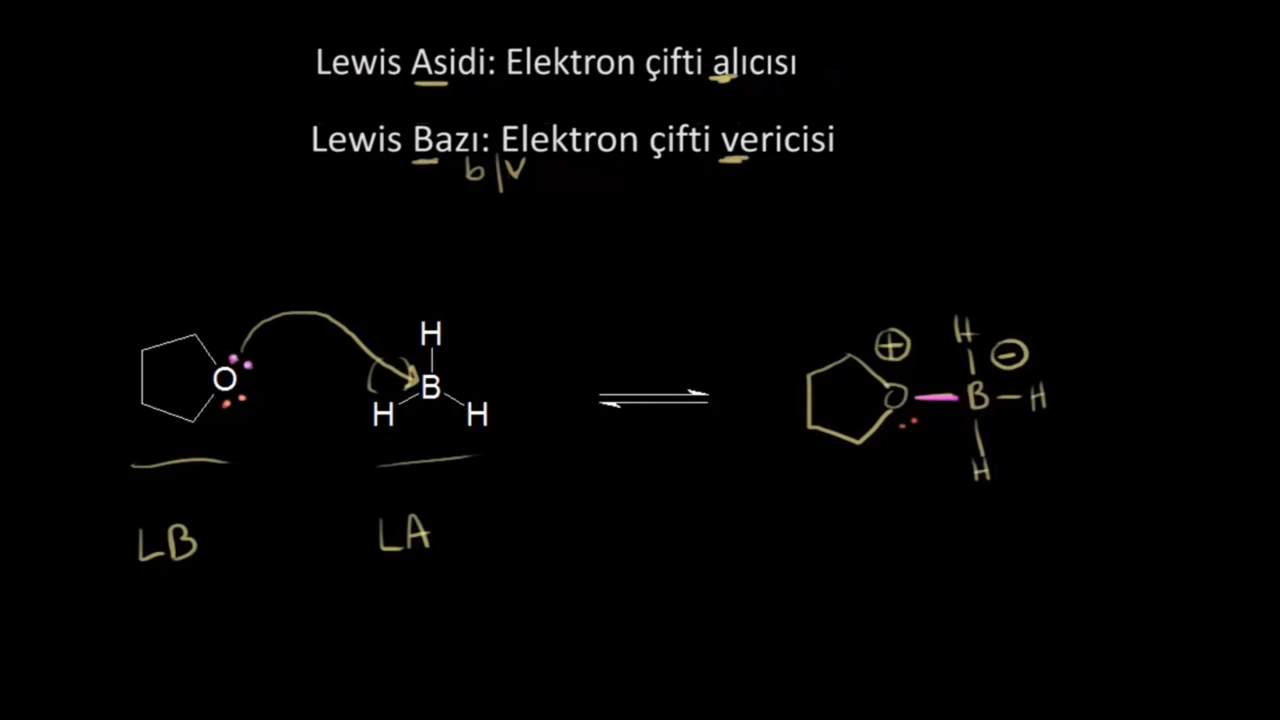 Lewis Asidi: Elektron çifti alıcısı
Lewis Bazı: Elektron çifti vericisi
b|v
H
O
B
H
H
H
⊕
⊖
O
B
H
H
LB
LA